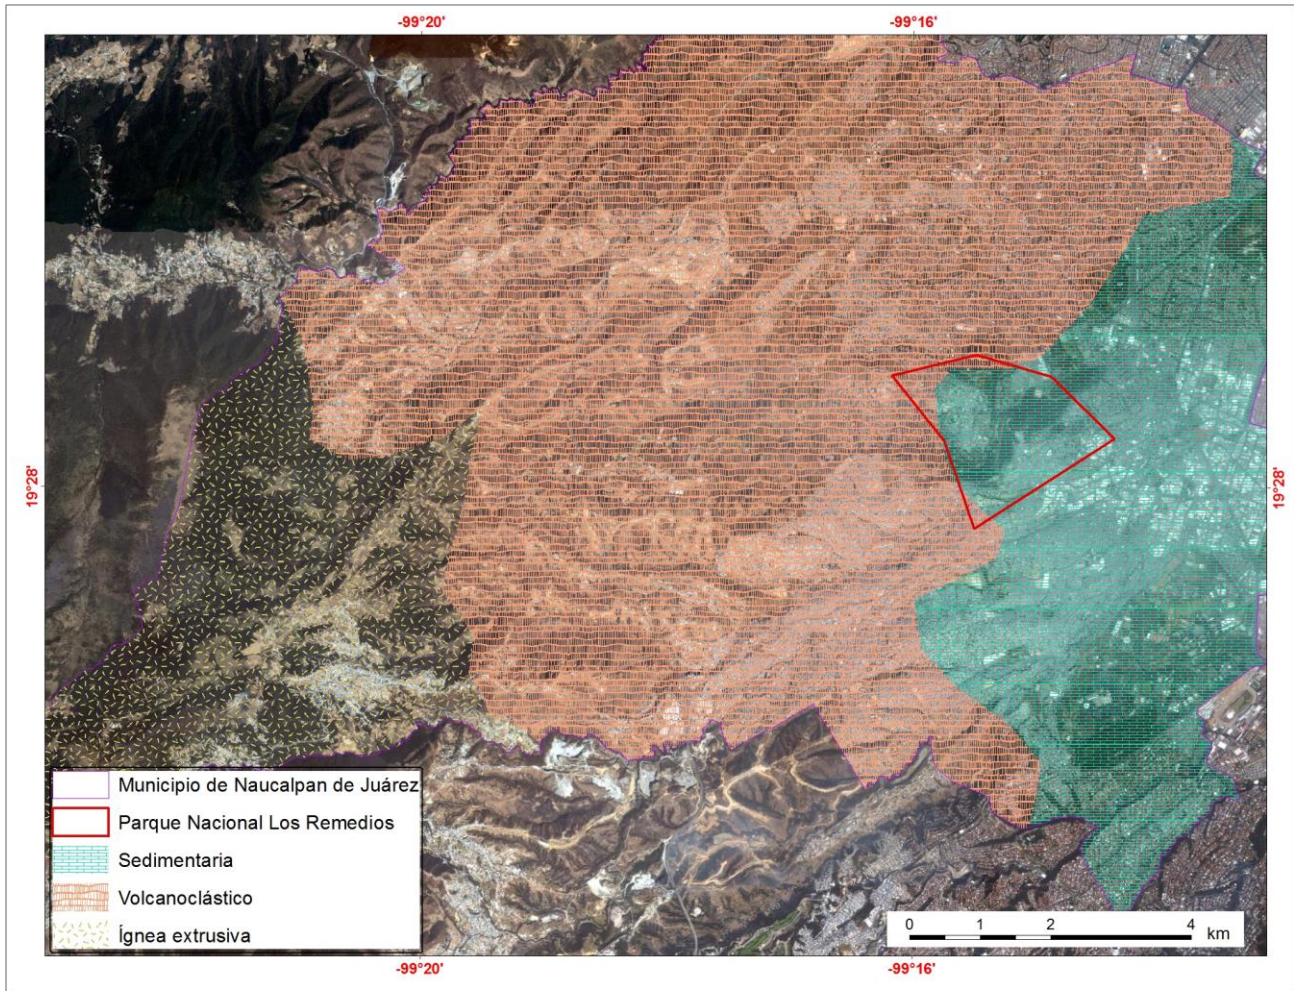 -99°20' -99°16'
19°28' 19°28'
Municipio de Naucalpan de Juárez
Parque Nacional Los Remedios
Sedimentaria
Volcanoclástico
Ígnea extrusiva
0 1 2 4 km
-99°20' -99°16'